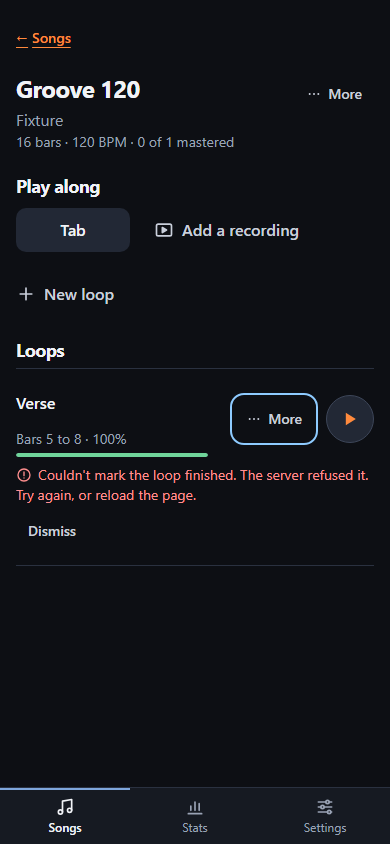 ← Songs
Groove 120
··· More
Fixture
16 bars · 120 BPM · 0 of 1 mastered
Play along
Tab
Add a recording
New loop
Loops
Verse
··· More
Bars 5 to 8 · 100%
Couldn't mark the loop finished. The server refused it.
Try again, or reload the page.
Dismiss
Songs
Stats
Settings